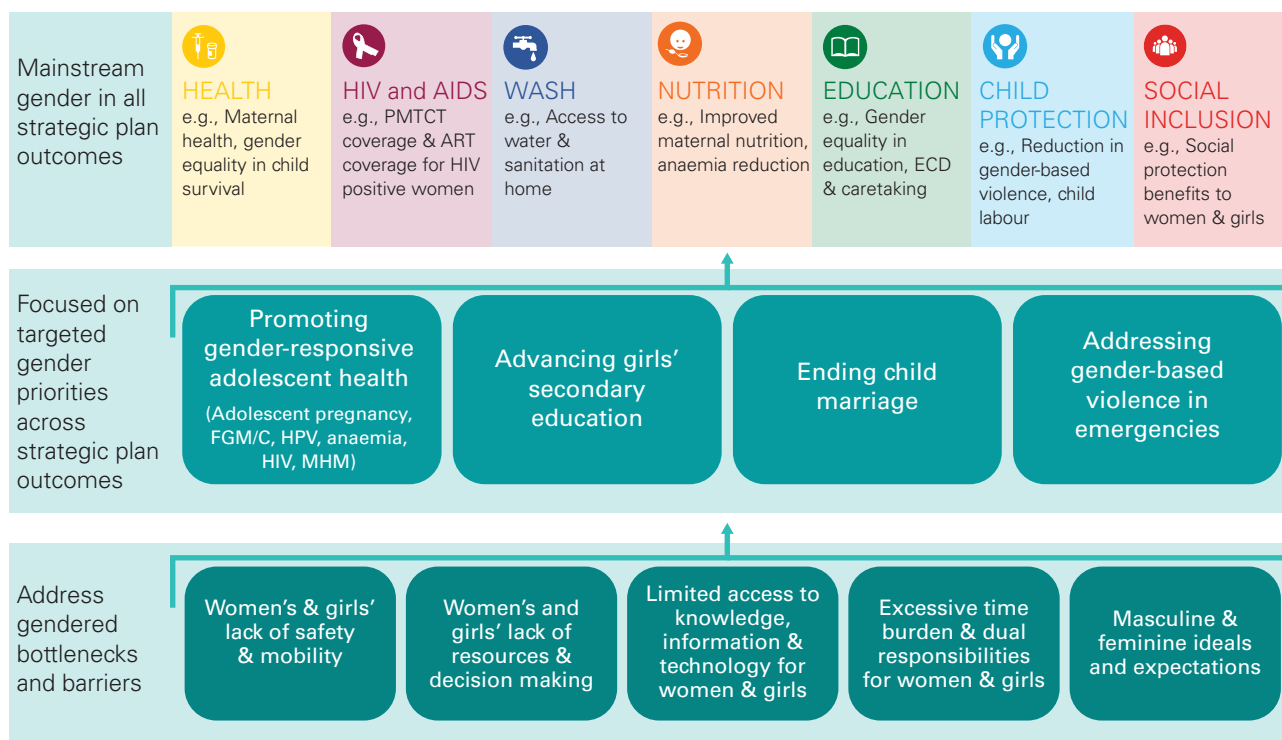 Mainstream
gender in all
strategic plan
outcomes
HEALTH
e.g., Maternal
health, gender
equality in child
survival
HIV and AIDS
e.g., PMTCT
coverage & ART
coverage for HIV
positive women
WASH
e.g., Access to
water &
sanitation at
home
NUTRITION
e.g., Improved
maternal nutrition,
anaemia reduction
EDUCATION
e.g., Gender
equality in
education, ECD
& caretaking
CHILD
PROTECTION
e.g., Reduction in
gender-based
violence, child
labour
SOCIAL
INCLUSION
e.g., Social
protection
benefits to
women & girls
Focused on
targeted
gender
priorities
across
strategic plan
outcomes
Promoting
gender-responsive
adolescent health
(Adolescent pregnancy,
FGM/C, HPV, anaemia,
HIV, MHM)
Advancing girls’
secondary
education
Ending child
marriage
Addressing
gender-based
violence in
emergencies
Address
gendered
bottlenecks
and barriers
Women’s & girls’
lack of safety
& mobility
Women’s and
girls’ lack of
resources &
decision making
Limited access to
knowledge,
information &
technology for
women & girls
Excessive time
burden & dual
responsibilities
for women & girls
Masculine &
feminine ideals
and expectations